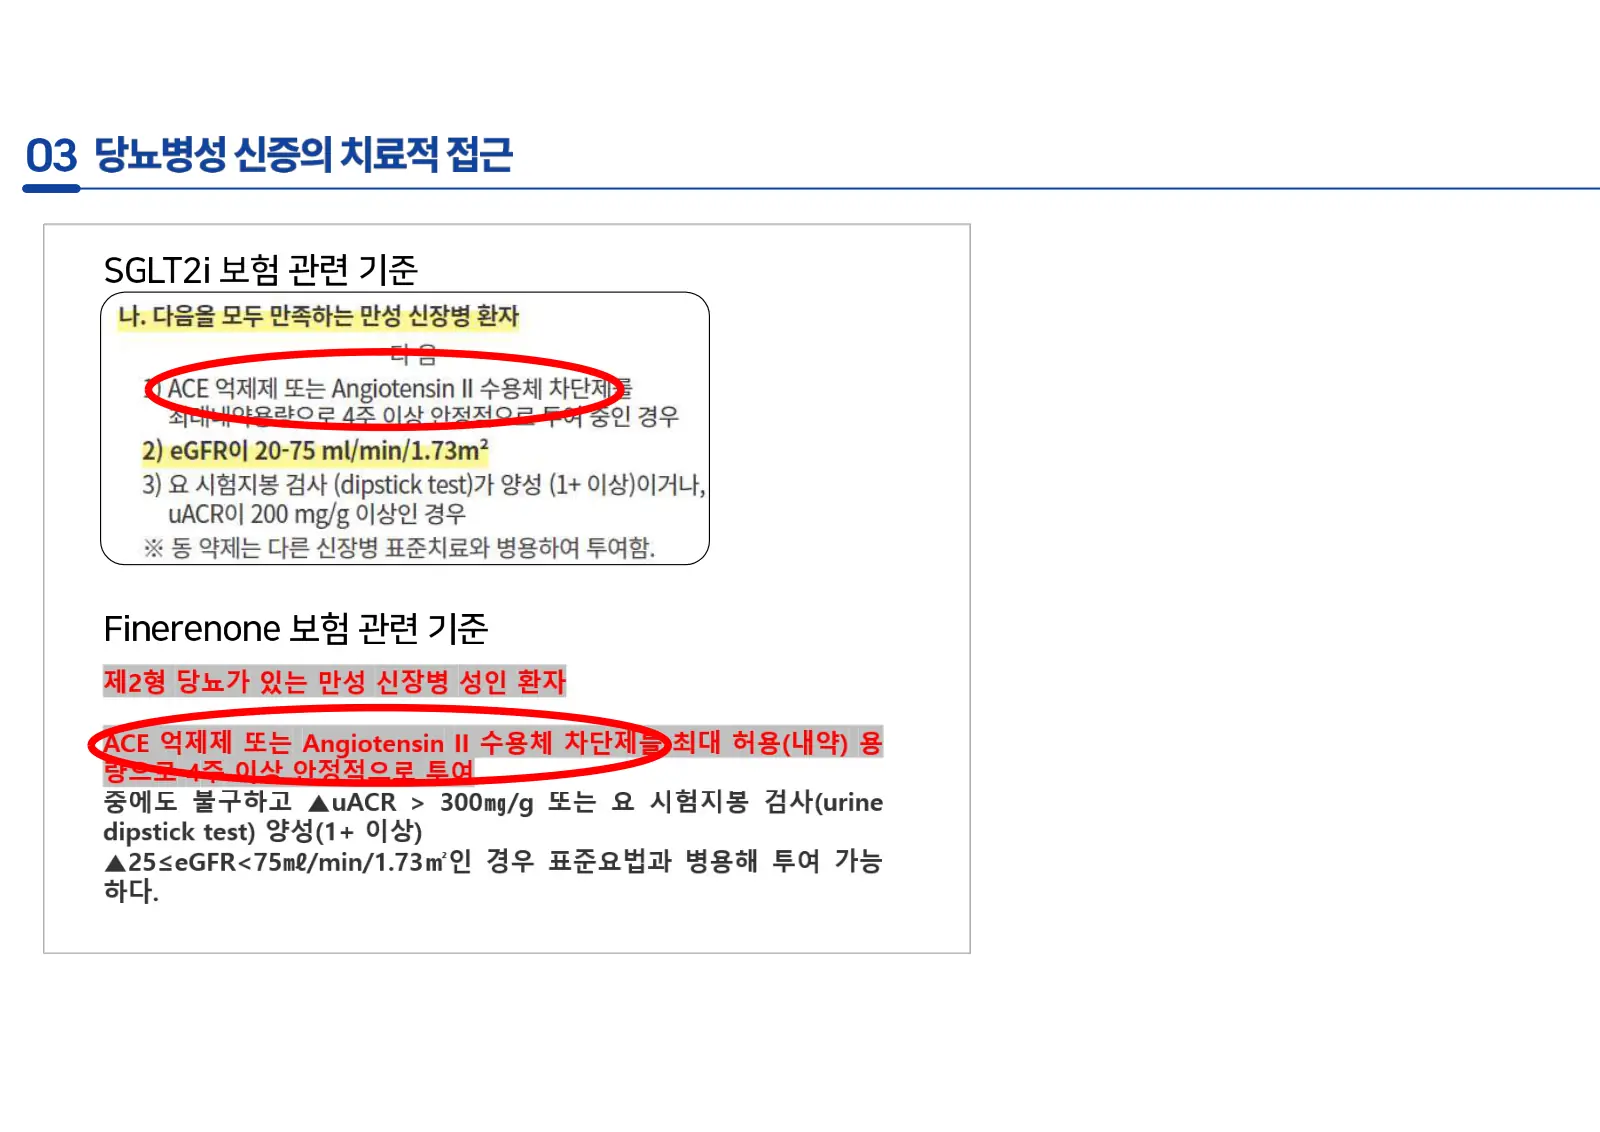 03 당뇨병성 신증의 치료적 접근
SGLT2i 보험 관련 기준
나. 다음을 모두 만족하는 만성 신장병 환자
다 음
1) ACE 억제제 또는 Angiotensin II 수용체 차단제를
최대내약용량으로 4주 이상 안정적으로 투여 중인 경우
2) eGFR이 20-75 ml/min/1.73m²
3) 요 시험지봉 검사 (dipstick test)가 양성 (1+ 이상)이거나,
uACR이 200 mg/g 이상인 경우
※ 동 약제는 다른 신장병 표준치료와 병용하여 투여함.
Finerenone 보험 관련 기준
제2형 당뇨가 있는 만성 신장병 성인 환자
ACE 억제제 또는 Angiotensin II 수용체 차단제를 최대 허용(내약) 용
량으로 4주 이상 안정적으로 투여
중에도 불구하고 ▲uACR > 300㎎/g 또는 요 시험지봉 검사(urine
dipstick test) 양성(1+ 이상)
▲25≤eGFR<75㎖/min/1.73㎡인 경우 표준요법과 병용해 투여 가능
하다.